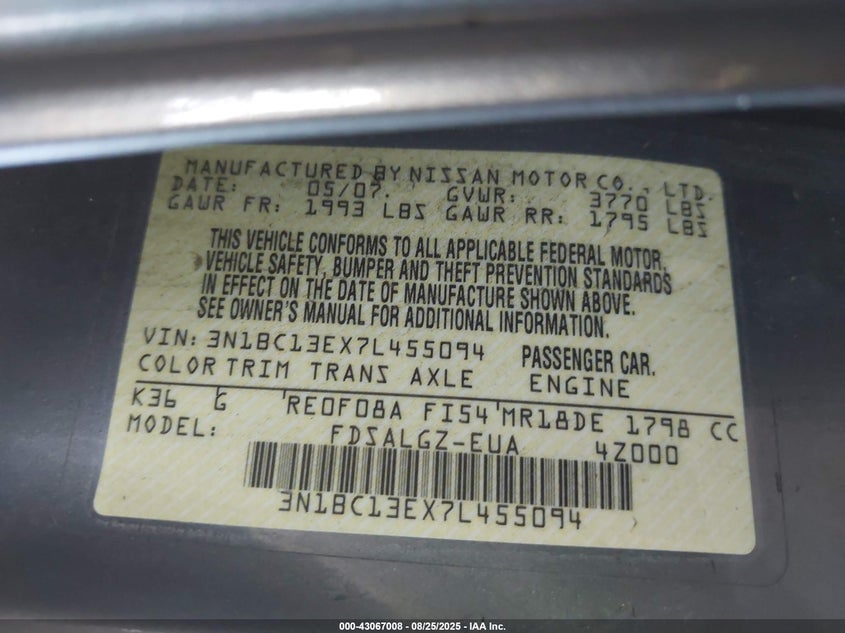 MANUFACTURED BY NISSAN MOTOR CO., LTD.
DATE: 05/07. GVWR: 3770 LBS
GAWR FR: 1993 LBS GAWR RR: 1795 LBS
THIS VEHICLE CONFORMS TO ALL APPLICABLE FEDERAL MOTOR
VEHICLE SAFETY, BUMPER AND THEFT PREVENTION STANDARDS
IN EFFECT ON THE DATE OF MANUFACTURE SHOWN ABOVE.
SEE OWNER'S MANUAL FOR ADDITIONAL INFORMATION.
VIN: 3N1BC13EX7L455094 PASSENGER CAR.
COLOR TRIM TRANS AXLE ENGINE
K36 G RE0F08A FI54 MR18DE 1798 CC
MODEL: FDSALGZ-EUA 4Z000
3N1BC13EX7L455094
000-43067008 - 08/25/2025 - IAA Inc.